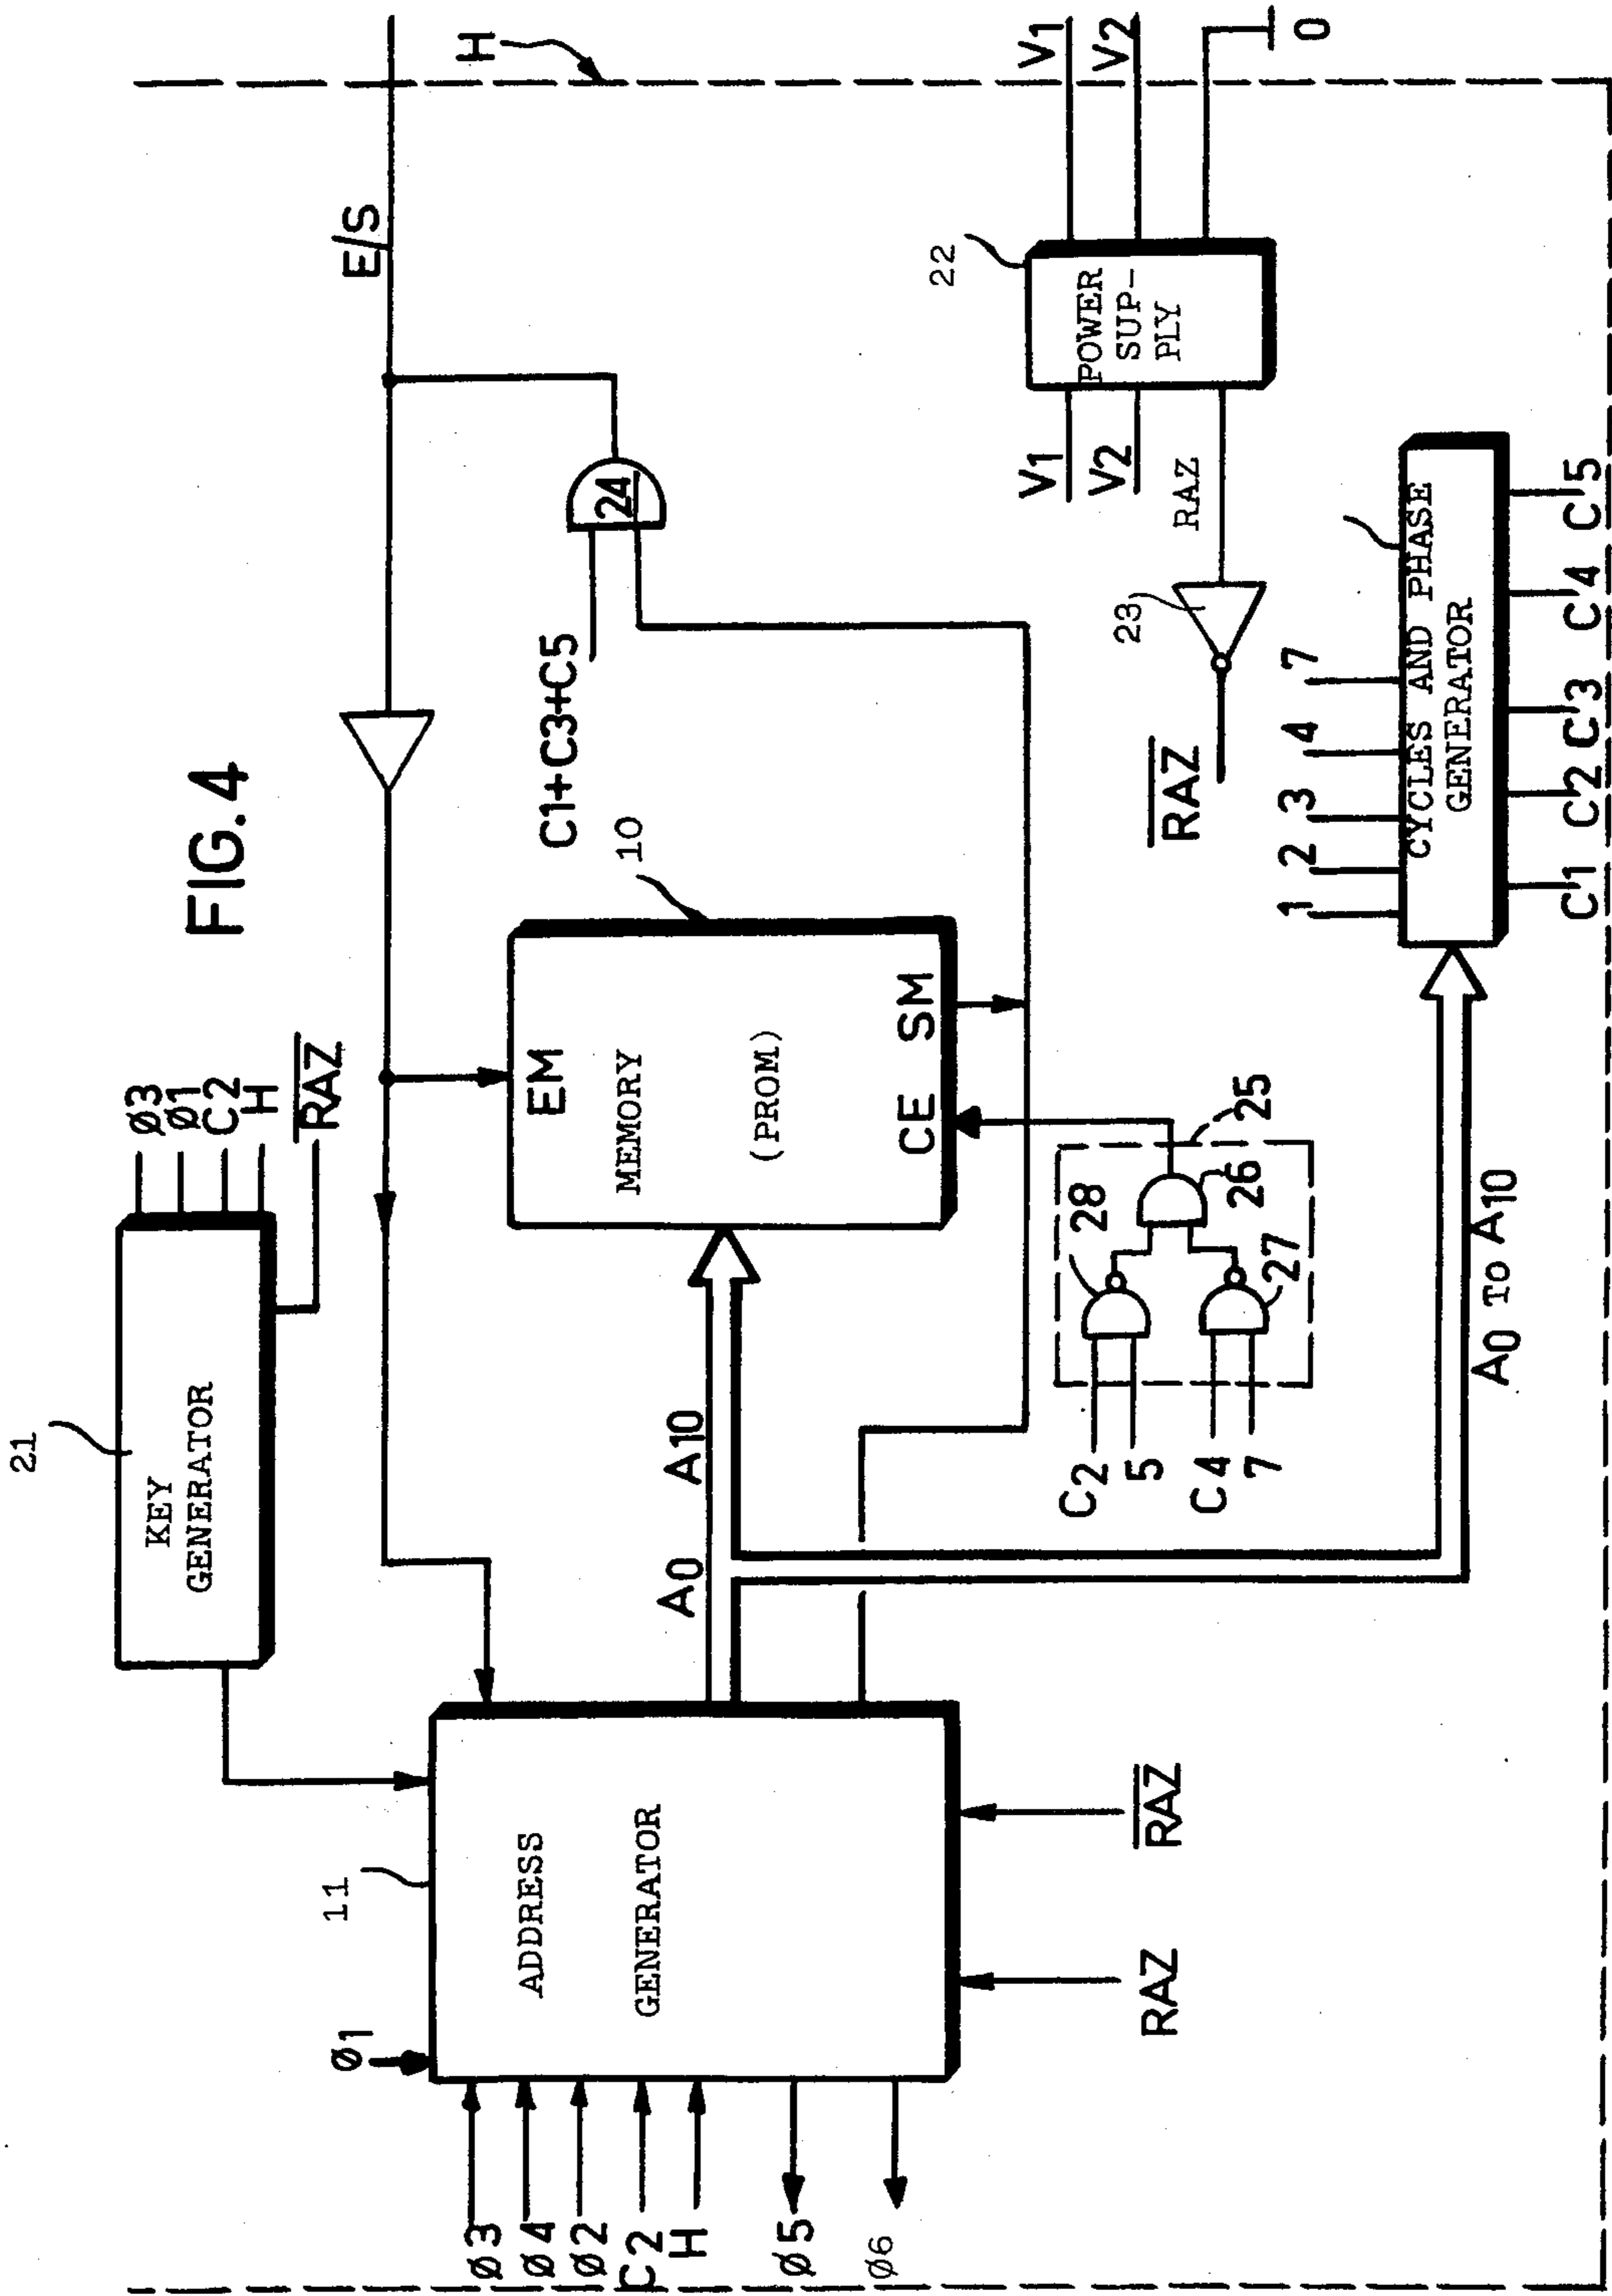 FIG. 4
21
KEY
GENERATOR
Ø3
Ø1
C2
H
R̅A̅Z̅
E/S
H
11
Ø1
ADDRESS
GENERATOR
Ø3
Ø4
Ø2
C2
H
Ø5
Ø6
RAZ
R̅A̅Z̅
A0 A10
10
EM
MEMORY
(PROM)
CE SM
C1+C3+C5
24
C2
5
C4
7
28
27
26
25
A0 TO A10
22
POWER
SUP-
PLY
V1
V2
0
V1
V2
RAZ
23
R̅A̅Z̅
1 2 3 4 7
CYCLES AND PHASE
GENERATOR
C1 C2 C3 C4 C5